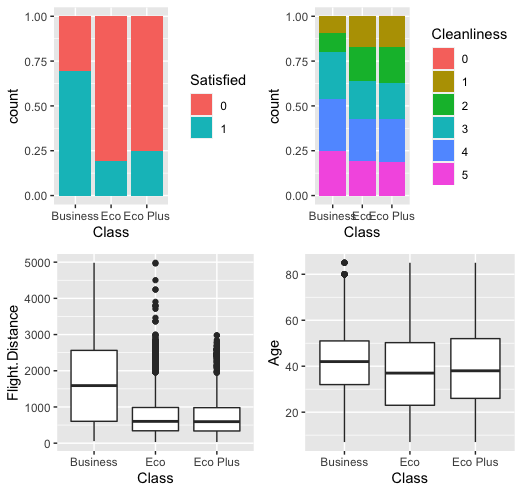 1.00
0.75
0.50
0.25
0.00
count
Business Eco Eco Plus
Class
Satisfied
0
1
1.00
0.75
0.50
0.25
0.00
count
Business Eco Eco Plus
Class
Cleanliness
0
1
2
3
4
5
5000
4000
3000
2000
1000
0
Flight.Distance
Business Eco Eco Plus
Class
80
60
40
20
Age
Business Eco Eco Plus
Class